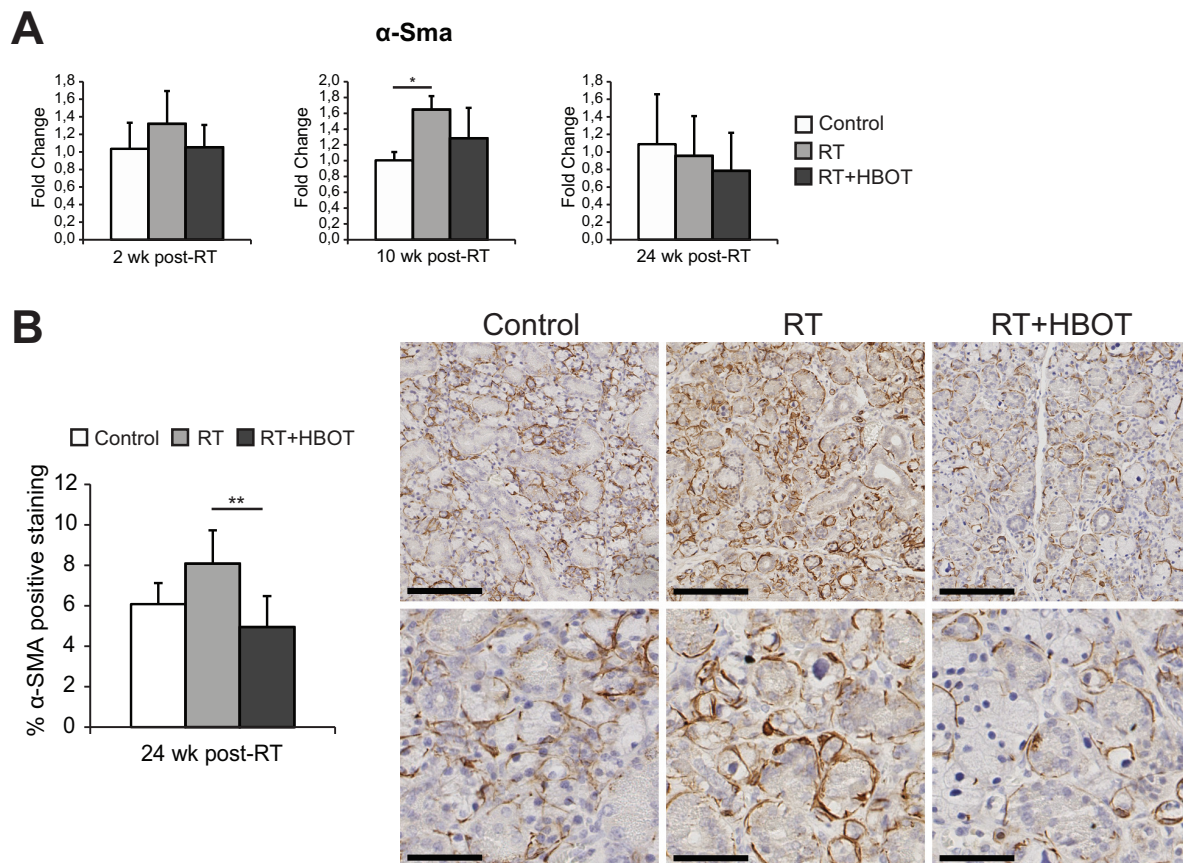 A
α-Sma
Fold Change
1,8
1,6
1,4
1,2
1,0
0,8
0,6
0,4
0,2
0,0
2 wk post-RT
Fold Change
2,0
1,8
1,6
1,4
1,2
1,0
0,8
0,6
0,4
0,2
0,0
*
10 wk post-RT
Fold Change
1,8
1,6
1,4
1,2
1,0
0,8
0,6
0,4
0,2
0,0
24 wk post-RT
Control
RT
RT+HBOT
B
Control RT RT+HBOT
% α-SMA positive staining
12
10
8
6
4
2
0
**
24 wk post-RT
Control RT RT+HBOT